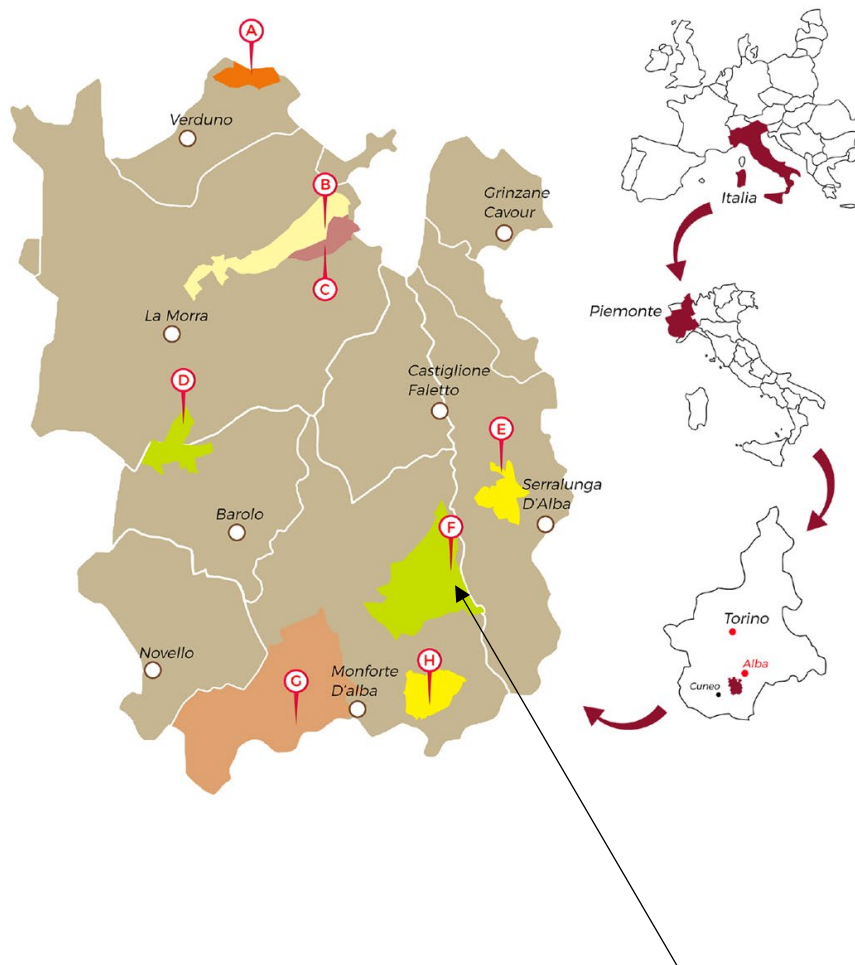 A
Verduno
B
Grinzane
Cavour
C
La Morra
Castiglione
Faletto
D
E
Serralunga
D'Alba
Barolo
F
Novello
Monforte
D'alba
H
G
Italia
Piemonte
Torino
Alba
Cuneo